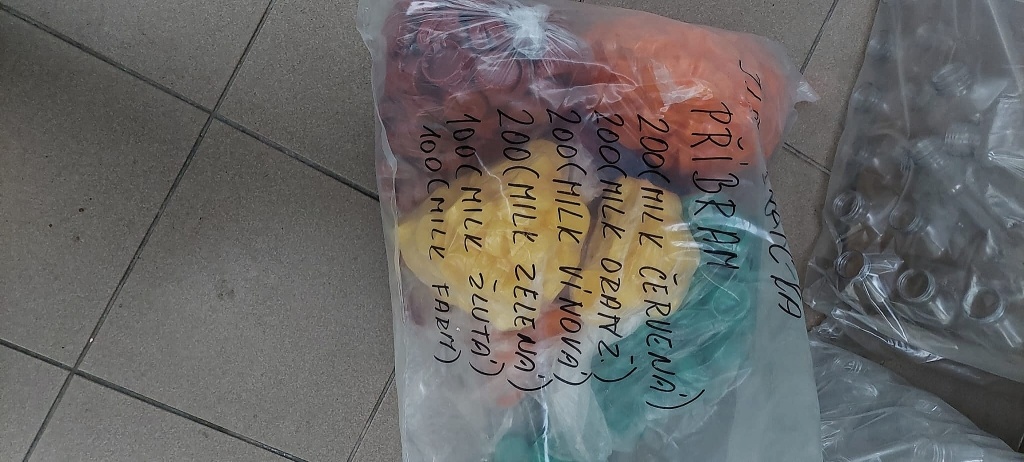 PŘÍBRAM
200(MILK ČERVENÁ)
200(MILK ORANŽ)
200(MILK VÍNOVÁ)
200(MILK ZELENÁ)
100(MILK ŽLUTÁ)
100(MILK FARM)